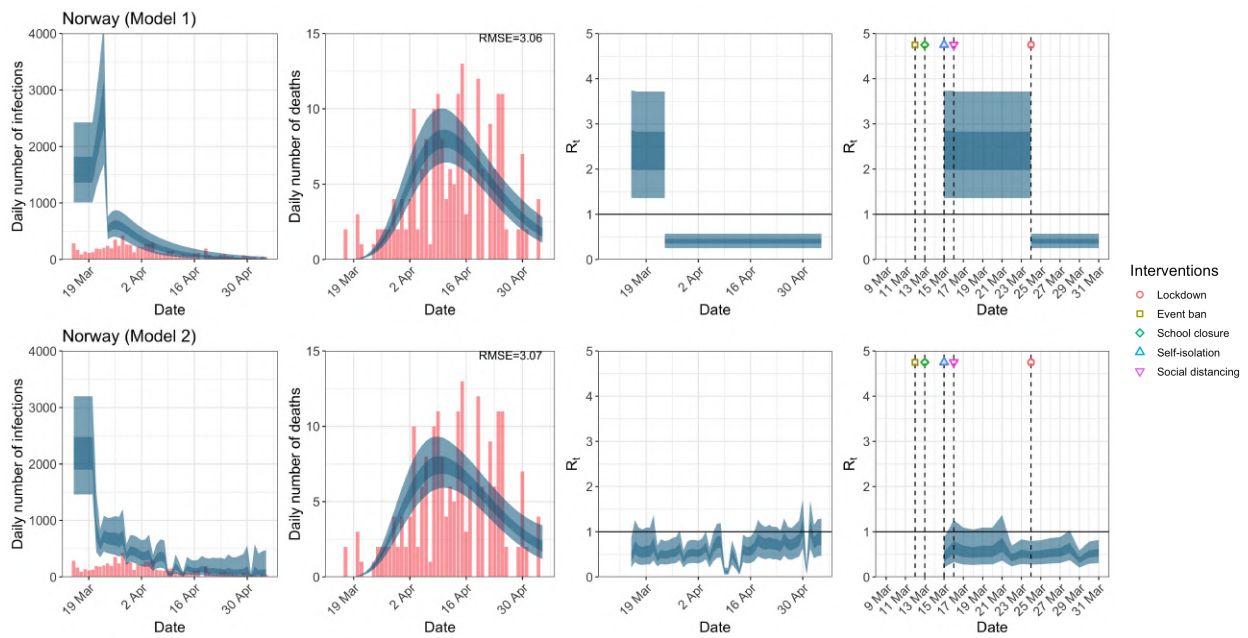 Norway (Model 1)
Daily number of infections
4000
3000
2000
1000
0
19 Mar
2 Apr
16 Apr
30 Apr
Date
RMSE=3.06
Daily number of deaths
15
10
5
0
19 Mar
2 Apr
16 Apr
30 Apr
Date
Rt
5
4
3
2
1
0
19 Mar
2 Apr
16 Apr
30 Apr
Date
Rt
5
4
3
2
1
0
9 Mar
11 Mar
13 Mar
15 Mar
17 Mar
19 Mar
21 Mar
23 Mar
25 Mar
27 Mar
29 Mar
31 Mar
Date
Interventions
Lockdown
Event ban
School closure
Self-isolation
Social distancing
Norway (Model 2)
Daily number of infections
4000
3000
2000
1000
0
19 Mar
2 Apr
16 Apr
30 Apr
Date
RMSE=3.07
Daily number of deaths
15
10
5
0
19 Mar
2 Apr
16 Apr
30 Apr
Date
Rt
5
4
3
2
1
0
19 Mar
2 Apr
16 Apr
30 Apr
Date
Rt
5
4
3
2
1
0
9 Mar
11 Mar
13 Mar
15 Mar
17 Mar
19 Mar
21 Mar
23 Mar
25 Mar
27 Mar
29 Mar
31 Mar
Date